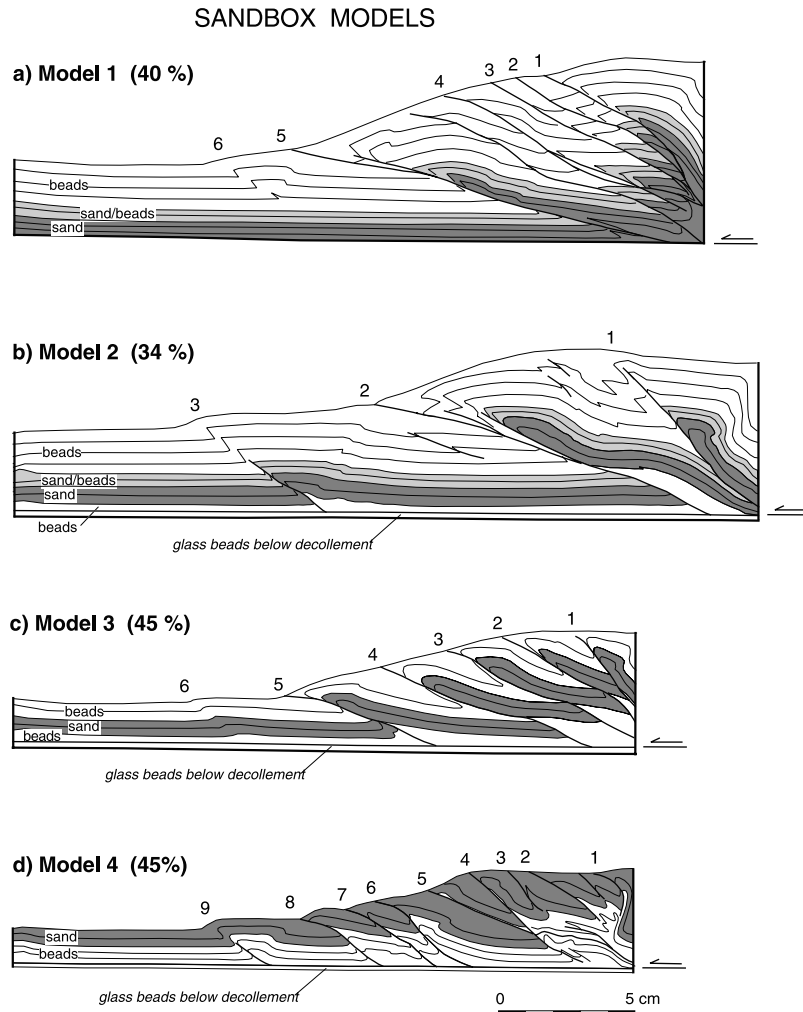 SANDBOX MODELS
a) Model 1 (40 %)
1
2
3
4
5
6
beads
sand/beads
sand
b) Model 2 (34 %)
1
2
3
beads
sand/beads
sand
beads
glass beads below decollement
c) Model 3 (45 %)
1
2
3
4
5
6
beads
sand
beads
glass beads below decollement
d) Model 4 (45%)
1
2
3
4
5
6
7
8
9
sand
beads
glass beads below decollement
0 5 cm